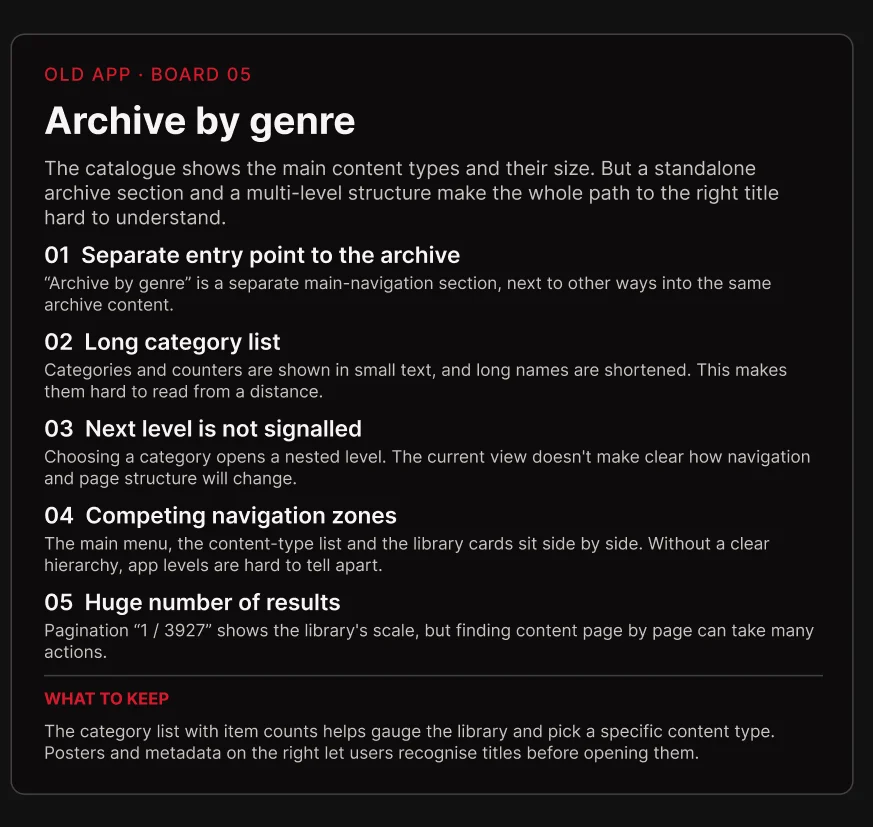 OLD APP · BOARD 05
Archive by genre
The catalogue shows the main content types and their size. But a standalone
archive section and a multi-level structure make the whole path to the right title
hard to understand.
01 Separate entry point to the archive
“Archive by genre” is a separate main-navigation section, next to other ways into the same
archive content.
02 Long category list
Categories and counters are shown in small text, and long names are shortened. This makes
them hard to read from a distance.
03 Next level is not signalled
Choosing a category opens a nested level. The current view doesn't make clear how navigation
and page structure will change.
04 Competing navigation zones
The main menu, the content-type list and the library cards sit side by side. Without a clear
hierarchy, app levels are hard to tell apart.
05 Huge number of results
Pagination “1 / 3927” shows the library's scale, but finding content page by page can take many
actions.
WHAT TO KEEP
The category list with item counts helps gauge the library and pick a specific content type.
Posters and metadata on the right let users recognise titles before opening them.